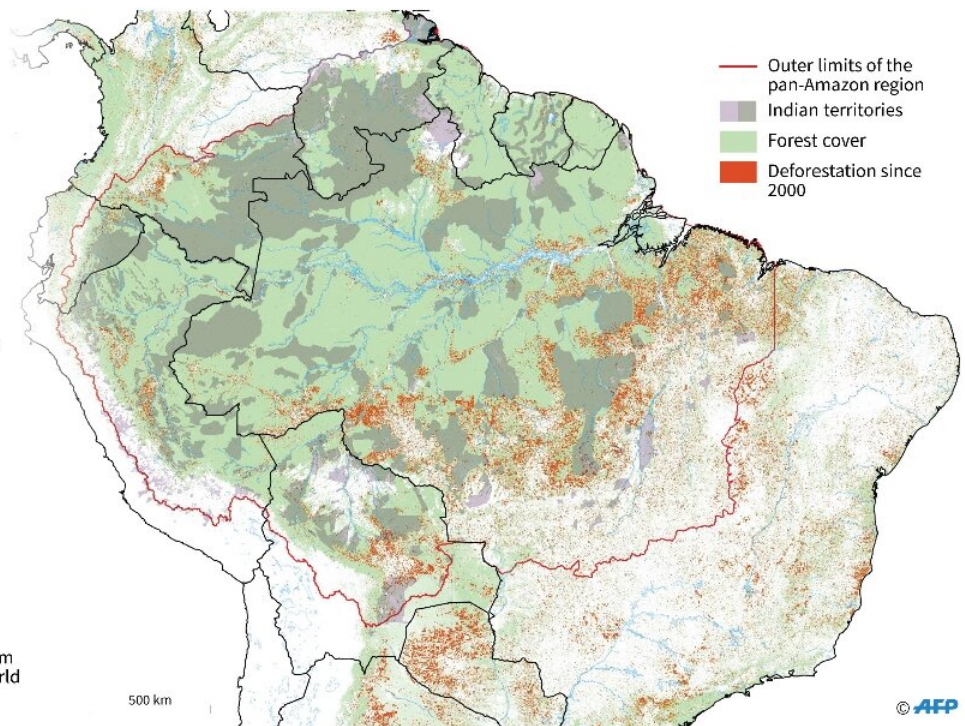 Outer limits of the
pan-Amazon region
Indian territories
Forest cover
Deforestation since
2000
500 km
© AFP